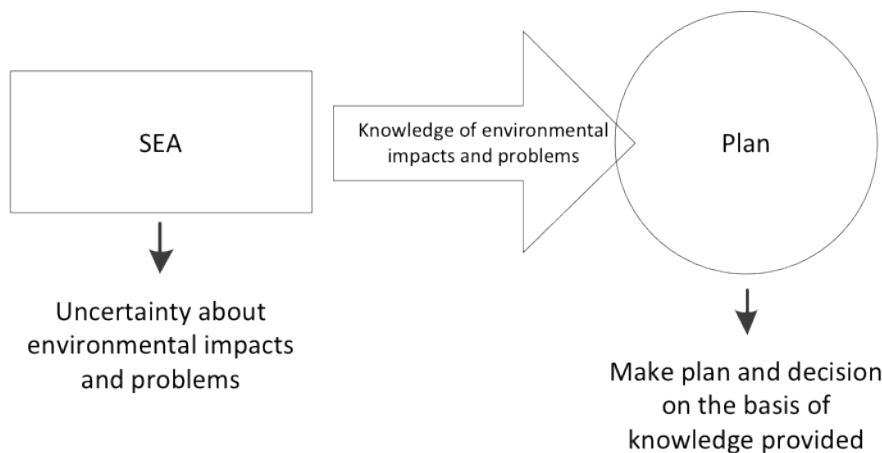 SEA
Knowledge of environmental
impacts and problems
Plan
Uncertainty about
environmental impacts
and problems
Make plan and decision
on the basis of
knowledge provided